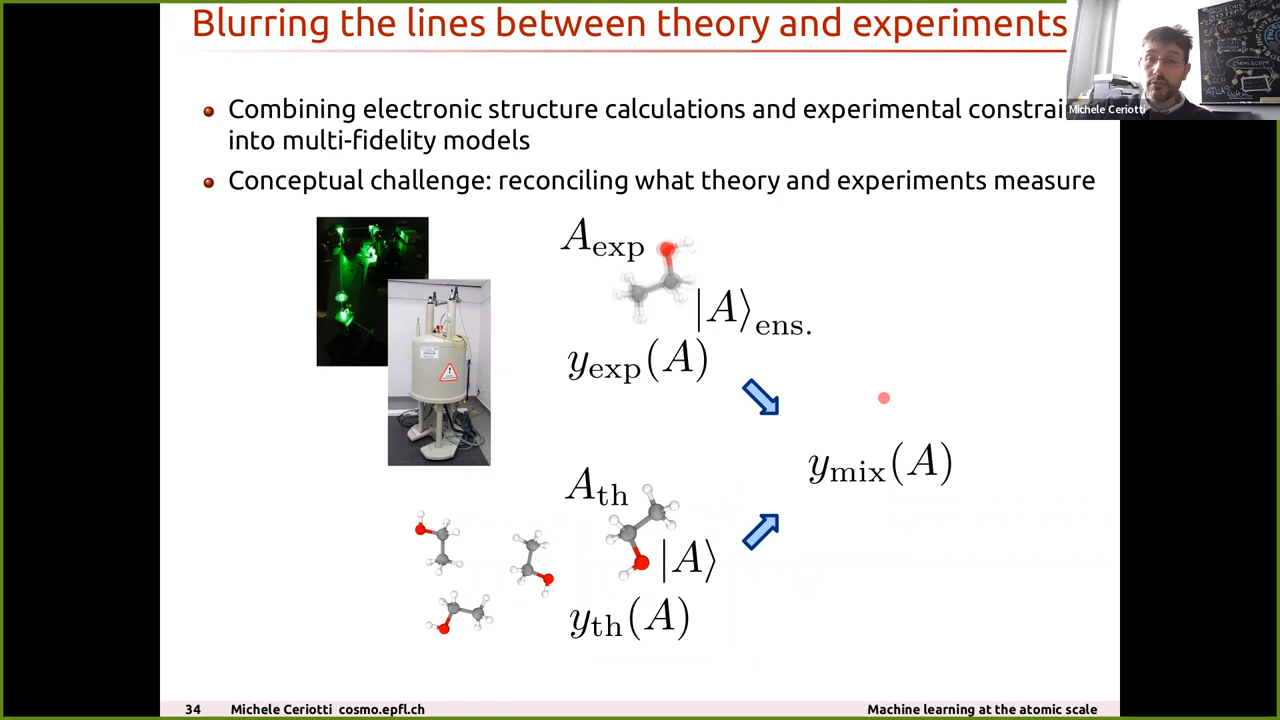 Blurring the lines between theory and experiments
Combining electronic structure calculations and experimental constrai
into multi-fidelity models
Conceptual challenge: reconciling what theory and experiments measure
Michele Ceriotti
chemiscope
A_exp
|A⟩_ens.
y_exp(A)
y_mix(A)
A_th
|A⟩
y_th(A)
34 Michele Ceriotti cosmo.epfl.ch Machine learning at the atomic scale